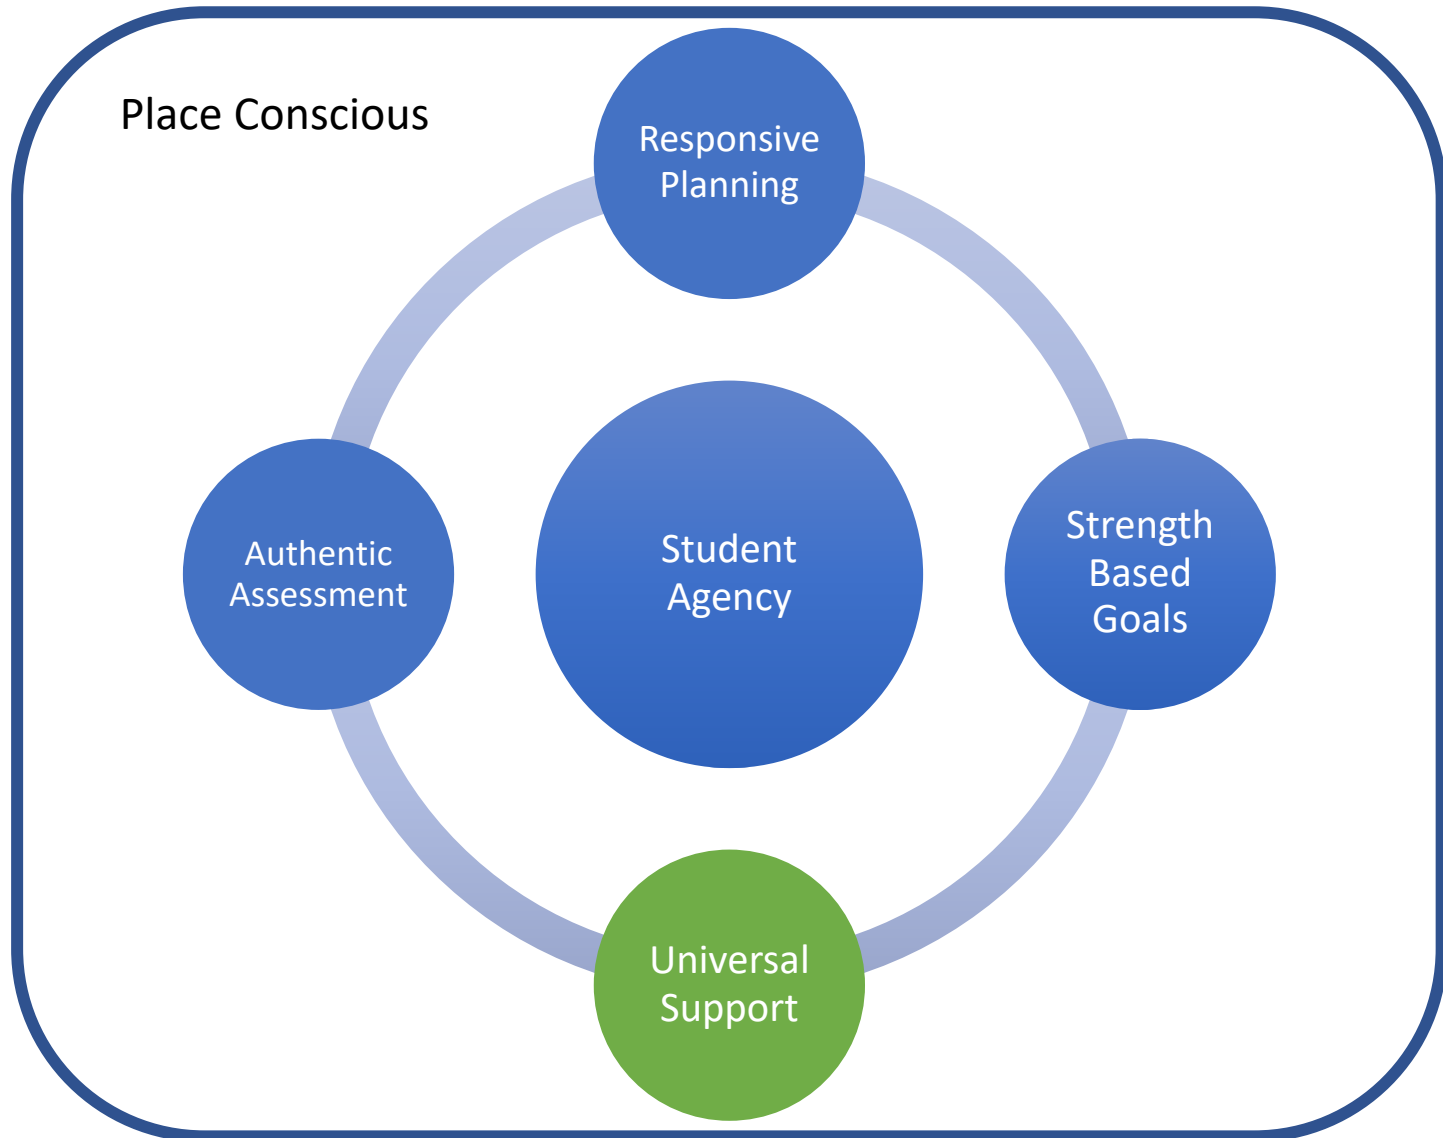 Place Conscious
Responsive
Planning
Authentic
Assessment
Student
Agency
Strength
Based
Goals
Universal
Support